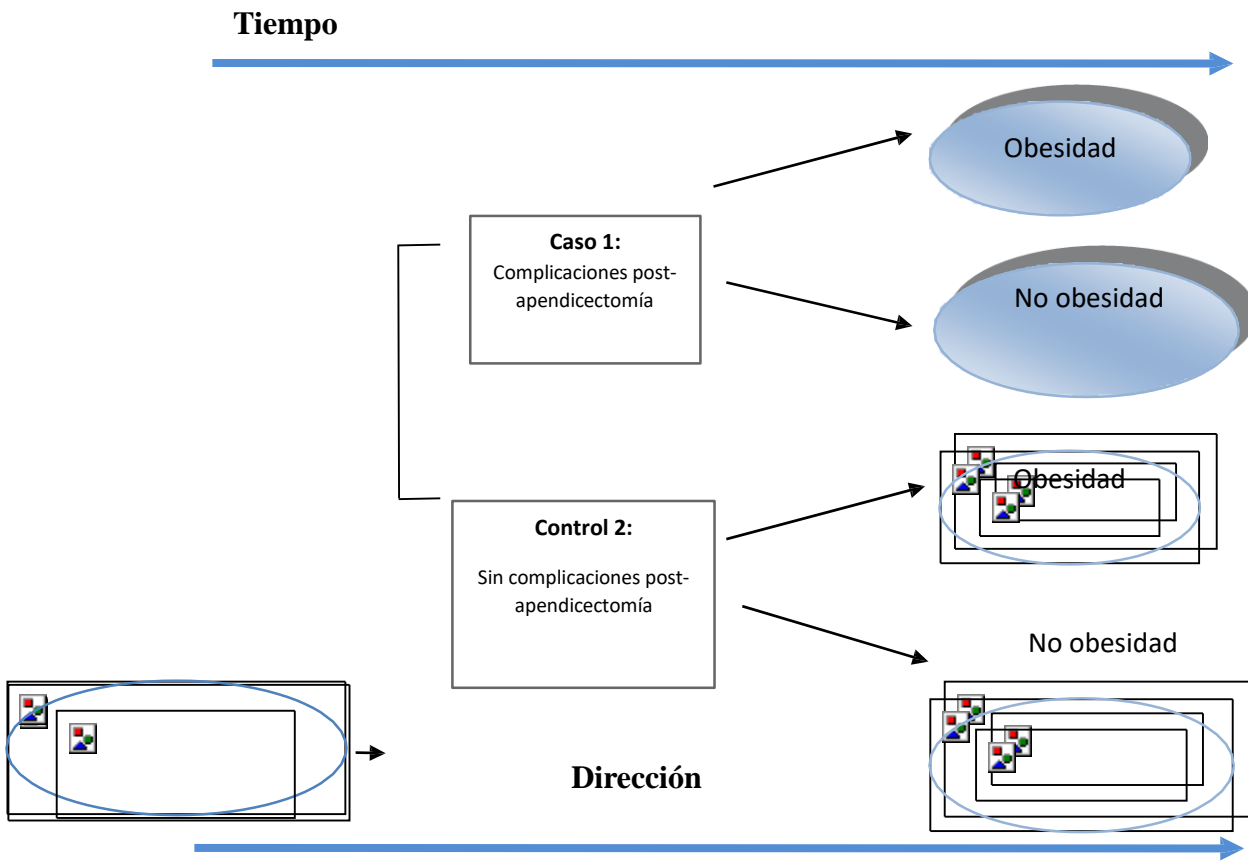 Tiempo
Obesidad
Caso 1:
Complicaciones post-
apendicectomía
No obesidad
Obesidad
Control 2:
Sin complicaciones post-
apendicectomía
No obesidad
Dirección